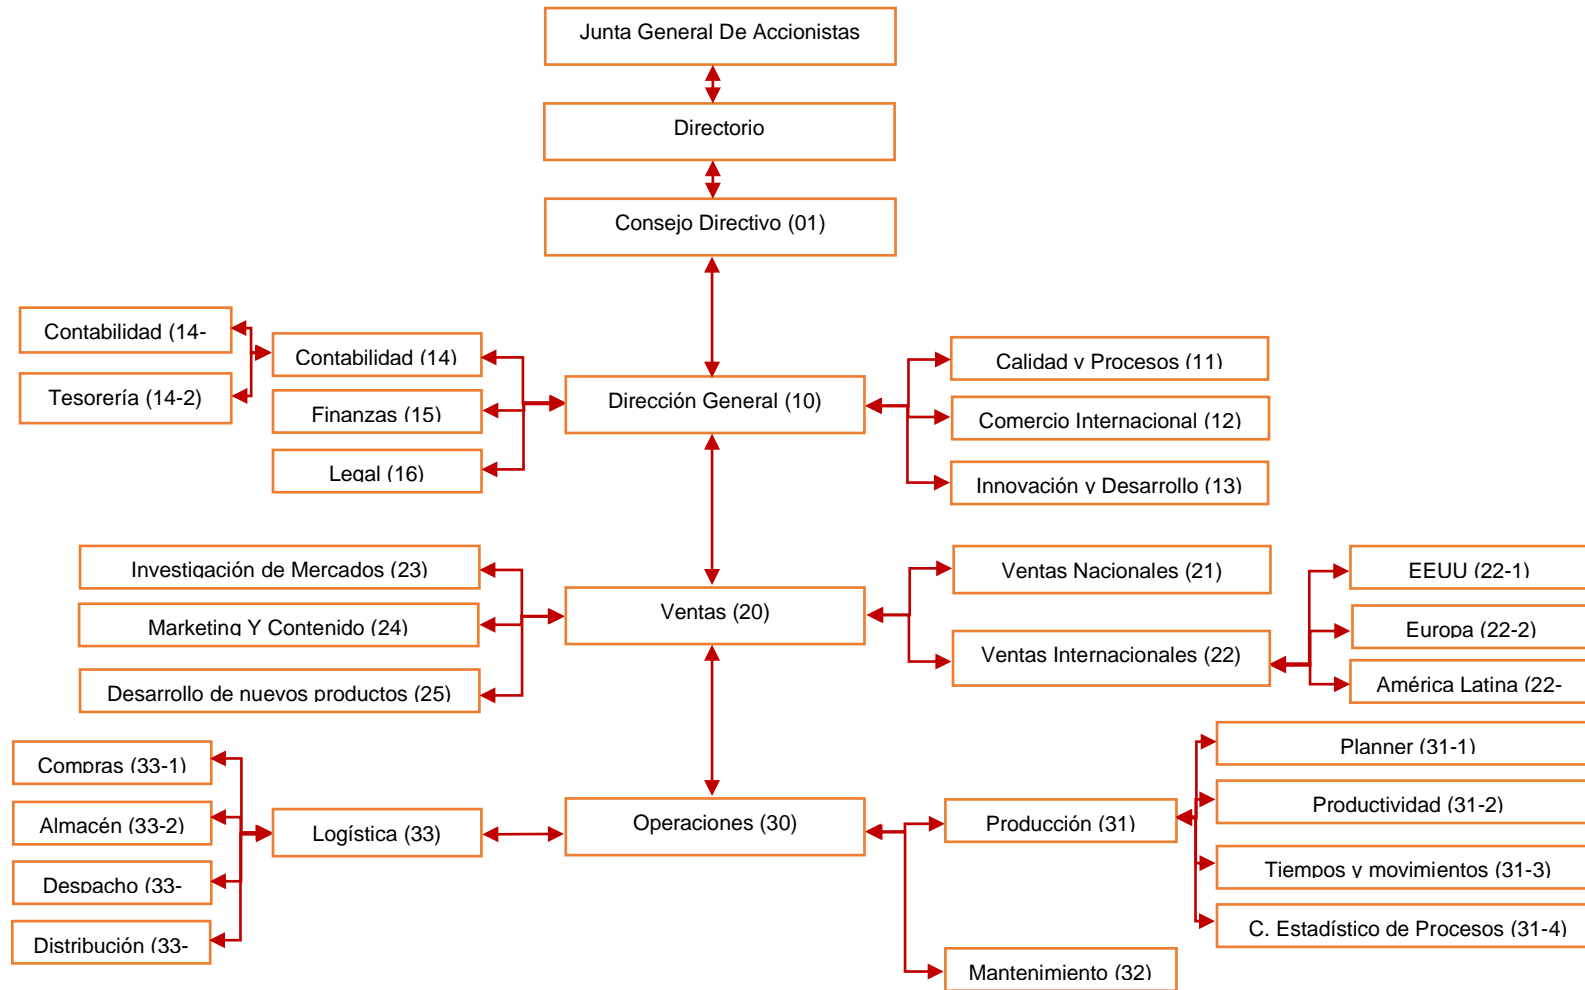 Junta General De Accionistas
Directorio
Consejo Directivo (01)
Contabilidad (14-
Tesorería (14-2)
Contabilidad (14)
Finanzas (15)
Legal (16)
Dirección General (10)
Calidad y Procesos (11)
Comercio Internacional (12)
Innovación y Desarrollo (13)
Investigación de Mercados (23)
Marketing Y Contenido (24)
Desarrollo de nuevos productos (25)
Ventas (20)
Ventas Nacionales (21)
Ventas Internacionales (22)
EEUU (22-1)
Europa (22-2)
América Latina (22-
Compras (33-1)
Almacén (33-2)
Despacho (33-
Distribución (33-
Logística (33)
Operaciones (30)
Producción (31)
Mantenimiento (32)
Planner (31-1)
Productividad (31-2)
Tiempos y movimientos (31-3)
C. Estadístico de Procesos (31-4)